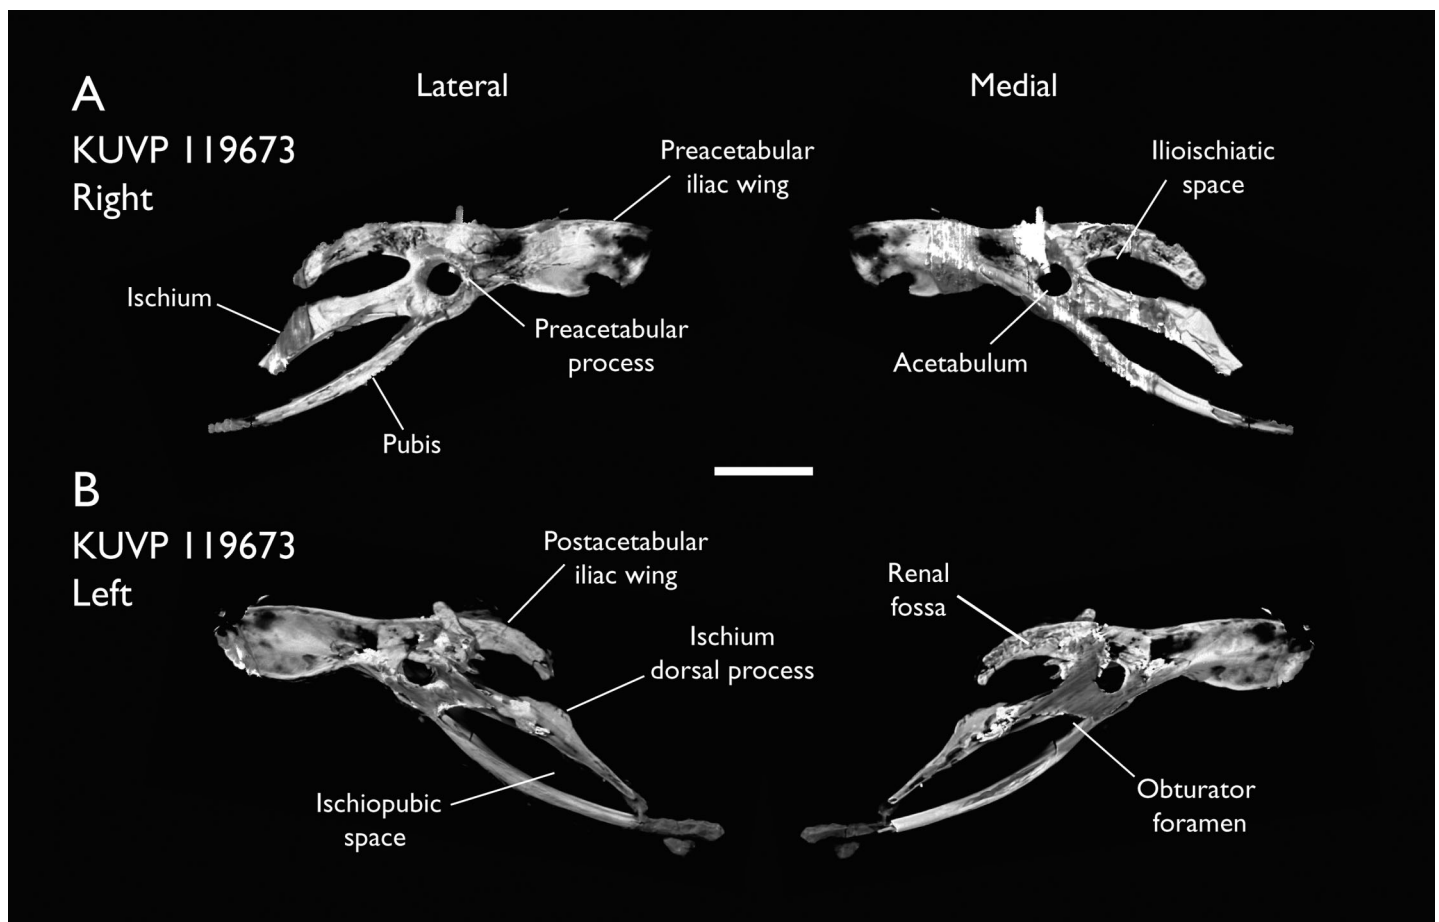 A
KUVP 119673
Right
Lateral
Medial
Preacetabular
iliac wing
Ilioischiatic
space
Ischium
Preacetabular
process
Acetabulum
Pubis
B
KUVP 119673
Left
Postacetabular
iliac wing
Renal
fossa
Ischium
dorsal process
Ischiopubic
space
Obturator
foramen